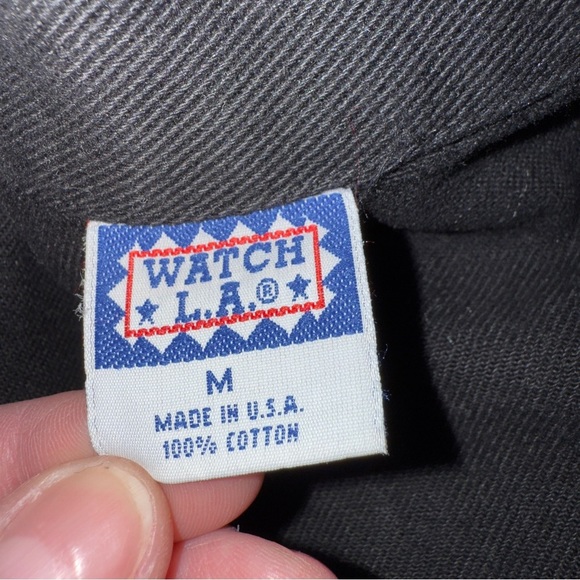 WATCH
★ L.A.® ★
M
MADE IN U.S.A.
100% COTTON